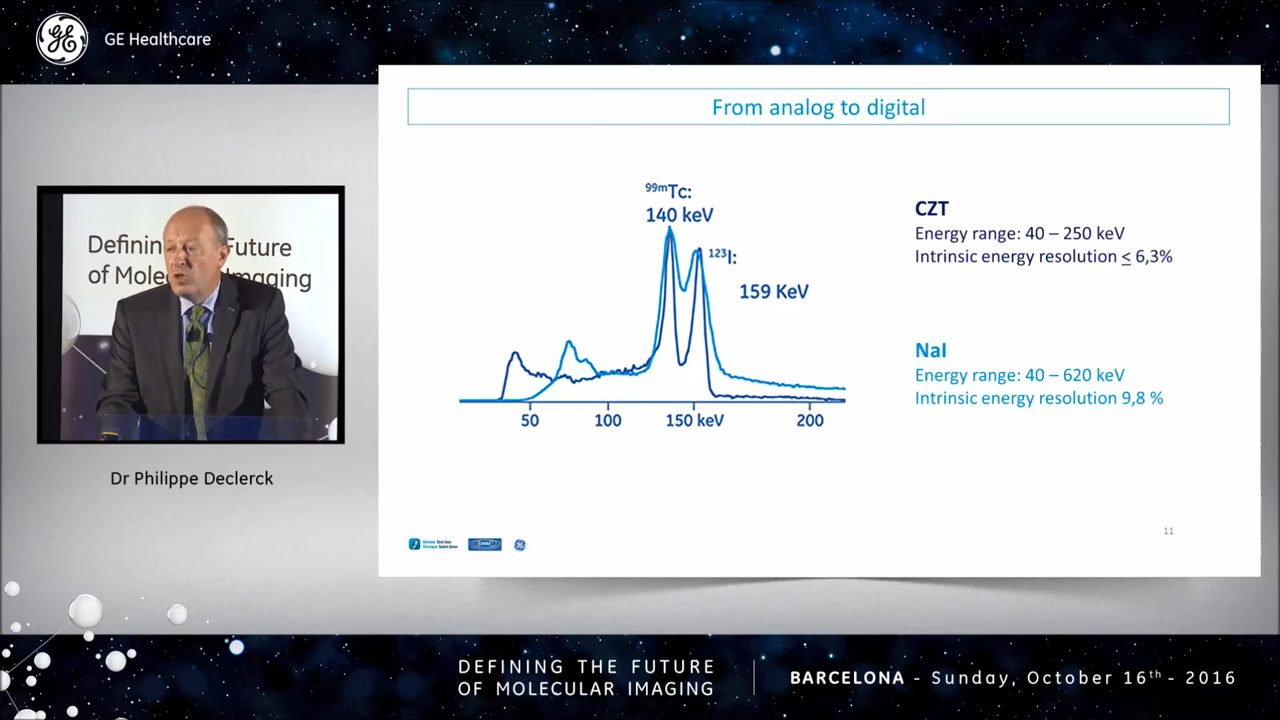 GE Healthcare
From analog to digital
99mTc:
140 keV
123I:
159 KeV
50 100 150 keV 200
CZT
Energy range: 40 – 250 keV
Intrinsic energy resolution < 6,3%
NaI
Energy range: 40 – 620 keV
Intrinsic energy resolution 9,8 %
11
Defining Future
of Molecular Imaging
Dr Philippe Declerck
DEFINING THE FUTURE
OF MOLECULAR IMAGING
BARCELONA - Sunday, October 16th - 2016